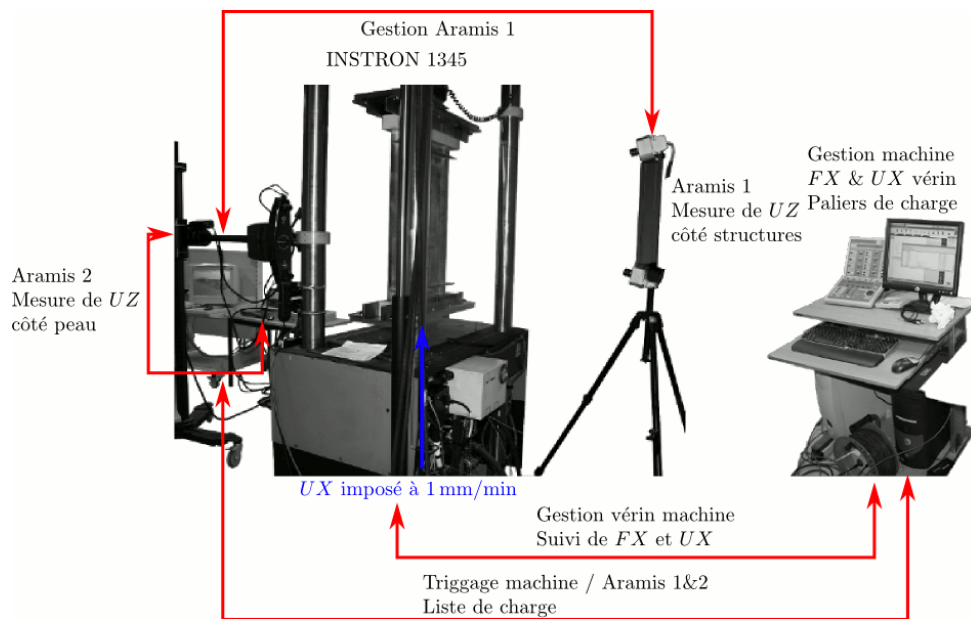 Gestion Aramis 1
INSTRON 1345
Gestion machine
FX & UX vérin
Paliers de charge
Aramis 1
Mesure de UZ
côté structures
Aramis 2
Mesure de UZ
côté peau
UX imposé à 1 mm/min
Gestion vérin machine
Suivi de FX et UX
Triggage machine / Aramis 1&2
Liste de charge